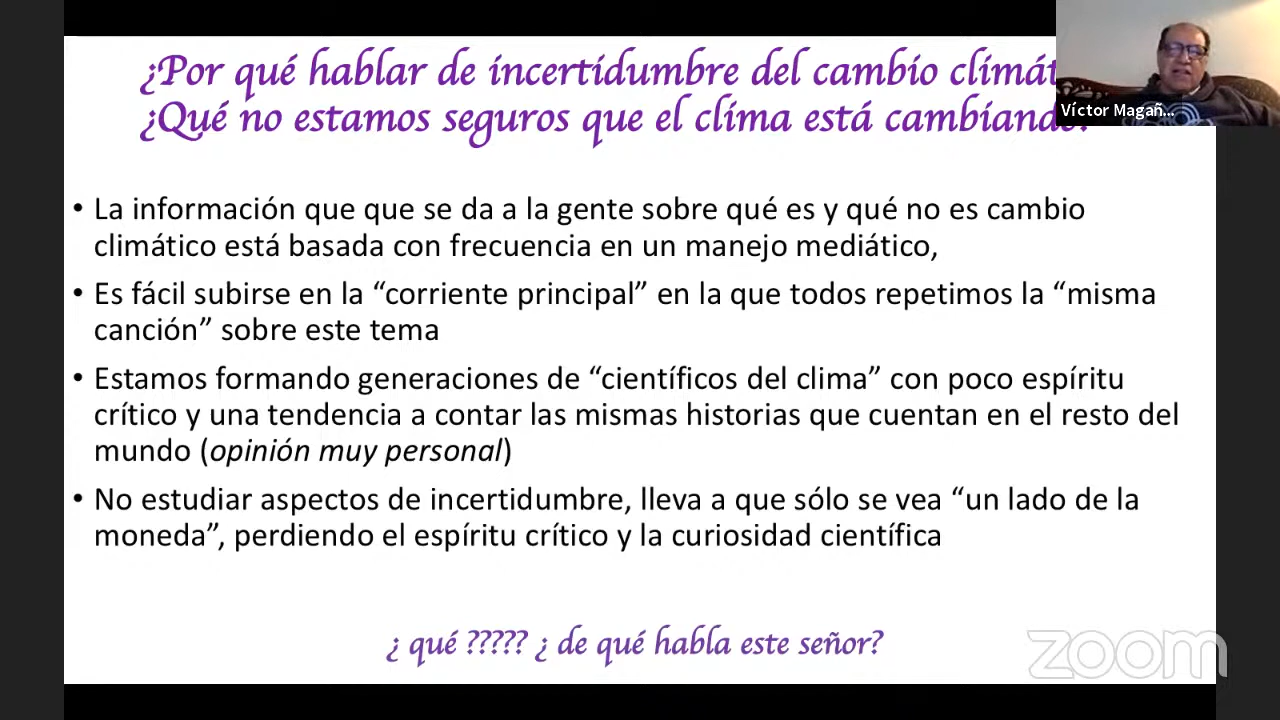 ¿Por qué hablar de incertidumbre del cambio climát
¿Qué no estamos seguros que el clima está cambiando?
Víctor Magañ...
• La información que que se da a la gente sobre qué es y qué no es cambio
climático está basada con frecuencia en un manejo mediático,
• Es fácil subirse en la “corriente principal” en la que todos repetimos la “misma
canción” sobre este tema
• Estamos formando generaciones de “científicos del clima” con poco espíritu
crítico y una tendencia a contar las mismas historias que cuentan en el resto del
mundo (opinión muy personal)
• No estudiar aspectos de incertidumbre, lleva a que sólo se vea “un lado de la
moneda”, perdiendo el espíritu crítico y la curiosidad científica
¿ qué ????? ¿ de qué habla este señor?
zoom